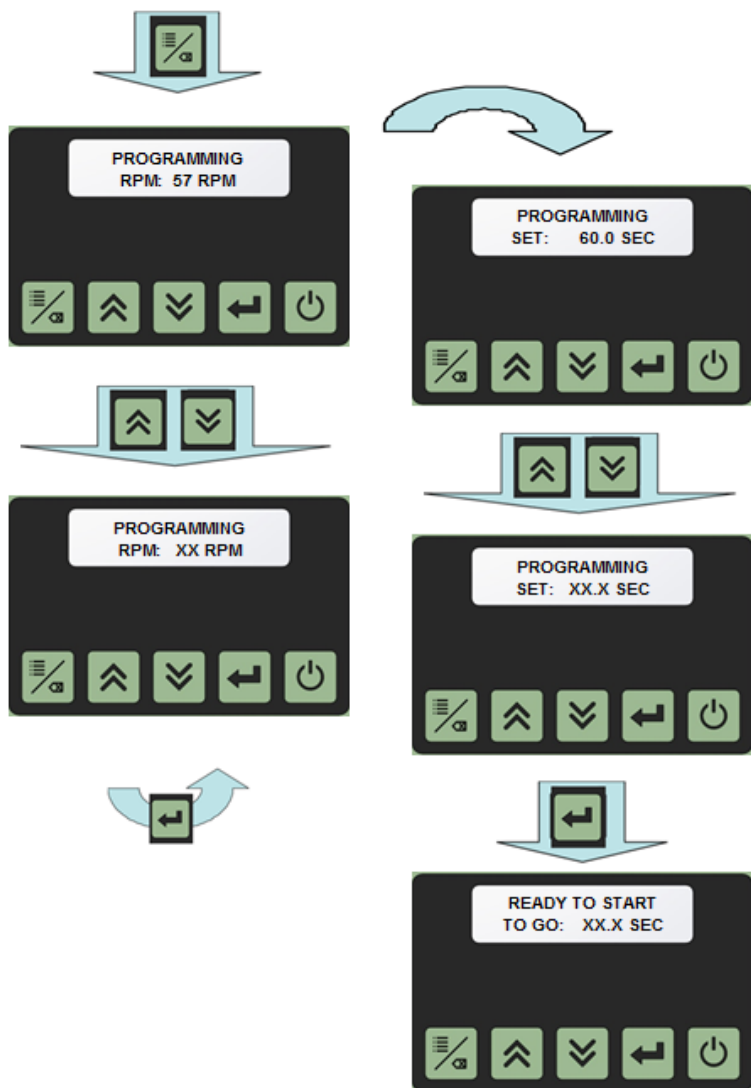 PROGRAMMING
RPM: 57 RPM
PROGRAMMING
RPM: XX RPM
PROGRAMMING
SET: 60.0 SEC
PROGRAMMING
SET: XX.X SEC
READY TO START
TO GO: XX.X SEC